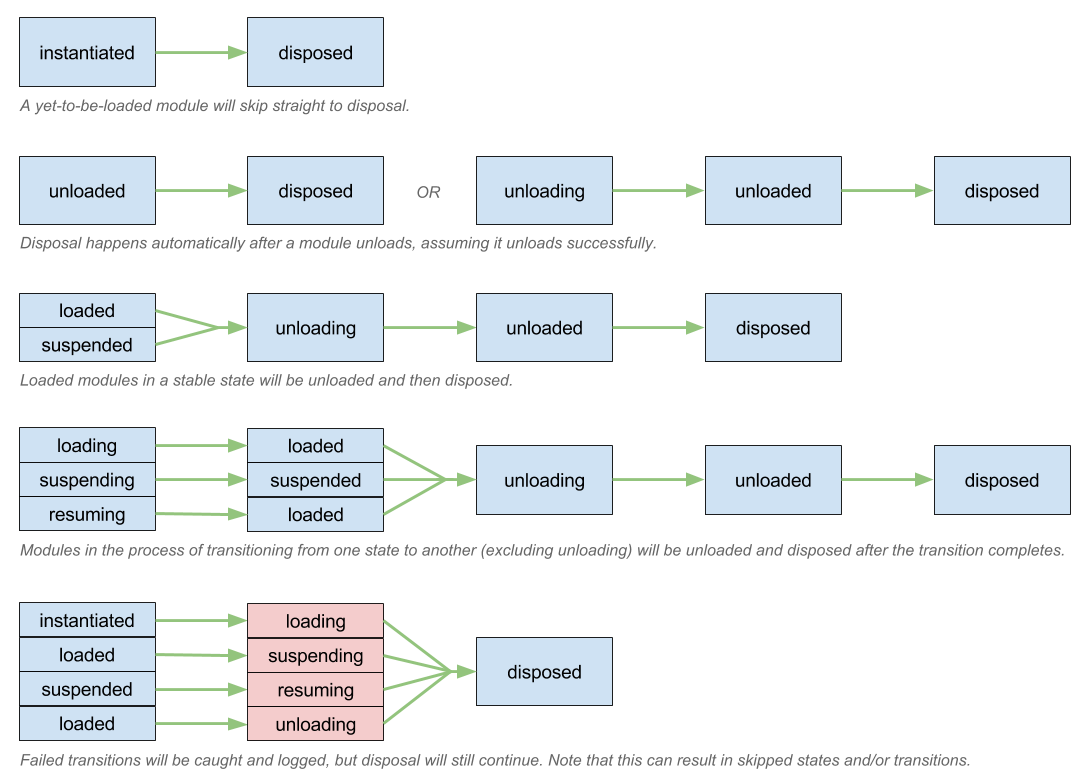 instantiated
disposed
A yet-to-be-loaded module will skip straight to disposal.
unloaded
disposed
OR
unloading
unloaded
disposed
Disposal happens automatically after a module unloads, assuming it unloads successfully.
loaded
suspended
unloading
unloaded
disposed
Loaded modules in a stable state will be unloaded and then disposed.
loading
suspending
resuming
loaded
suspended
loaded
unloading
unloaded
disposed
Modules in the process of transitioning from one state to another (excluding unloading) will be unloaded and disposed after the transition completes.
instantiated
loaded
suspended
loaded
loading
suspending
resuming
unloading
disposed
Failed transitions will be caught and logged, but disposal will still continue. Note that this can result in skipped states and/or transitions.